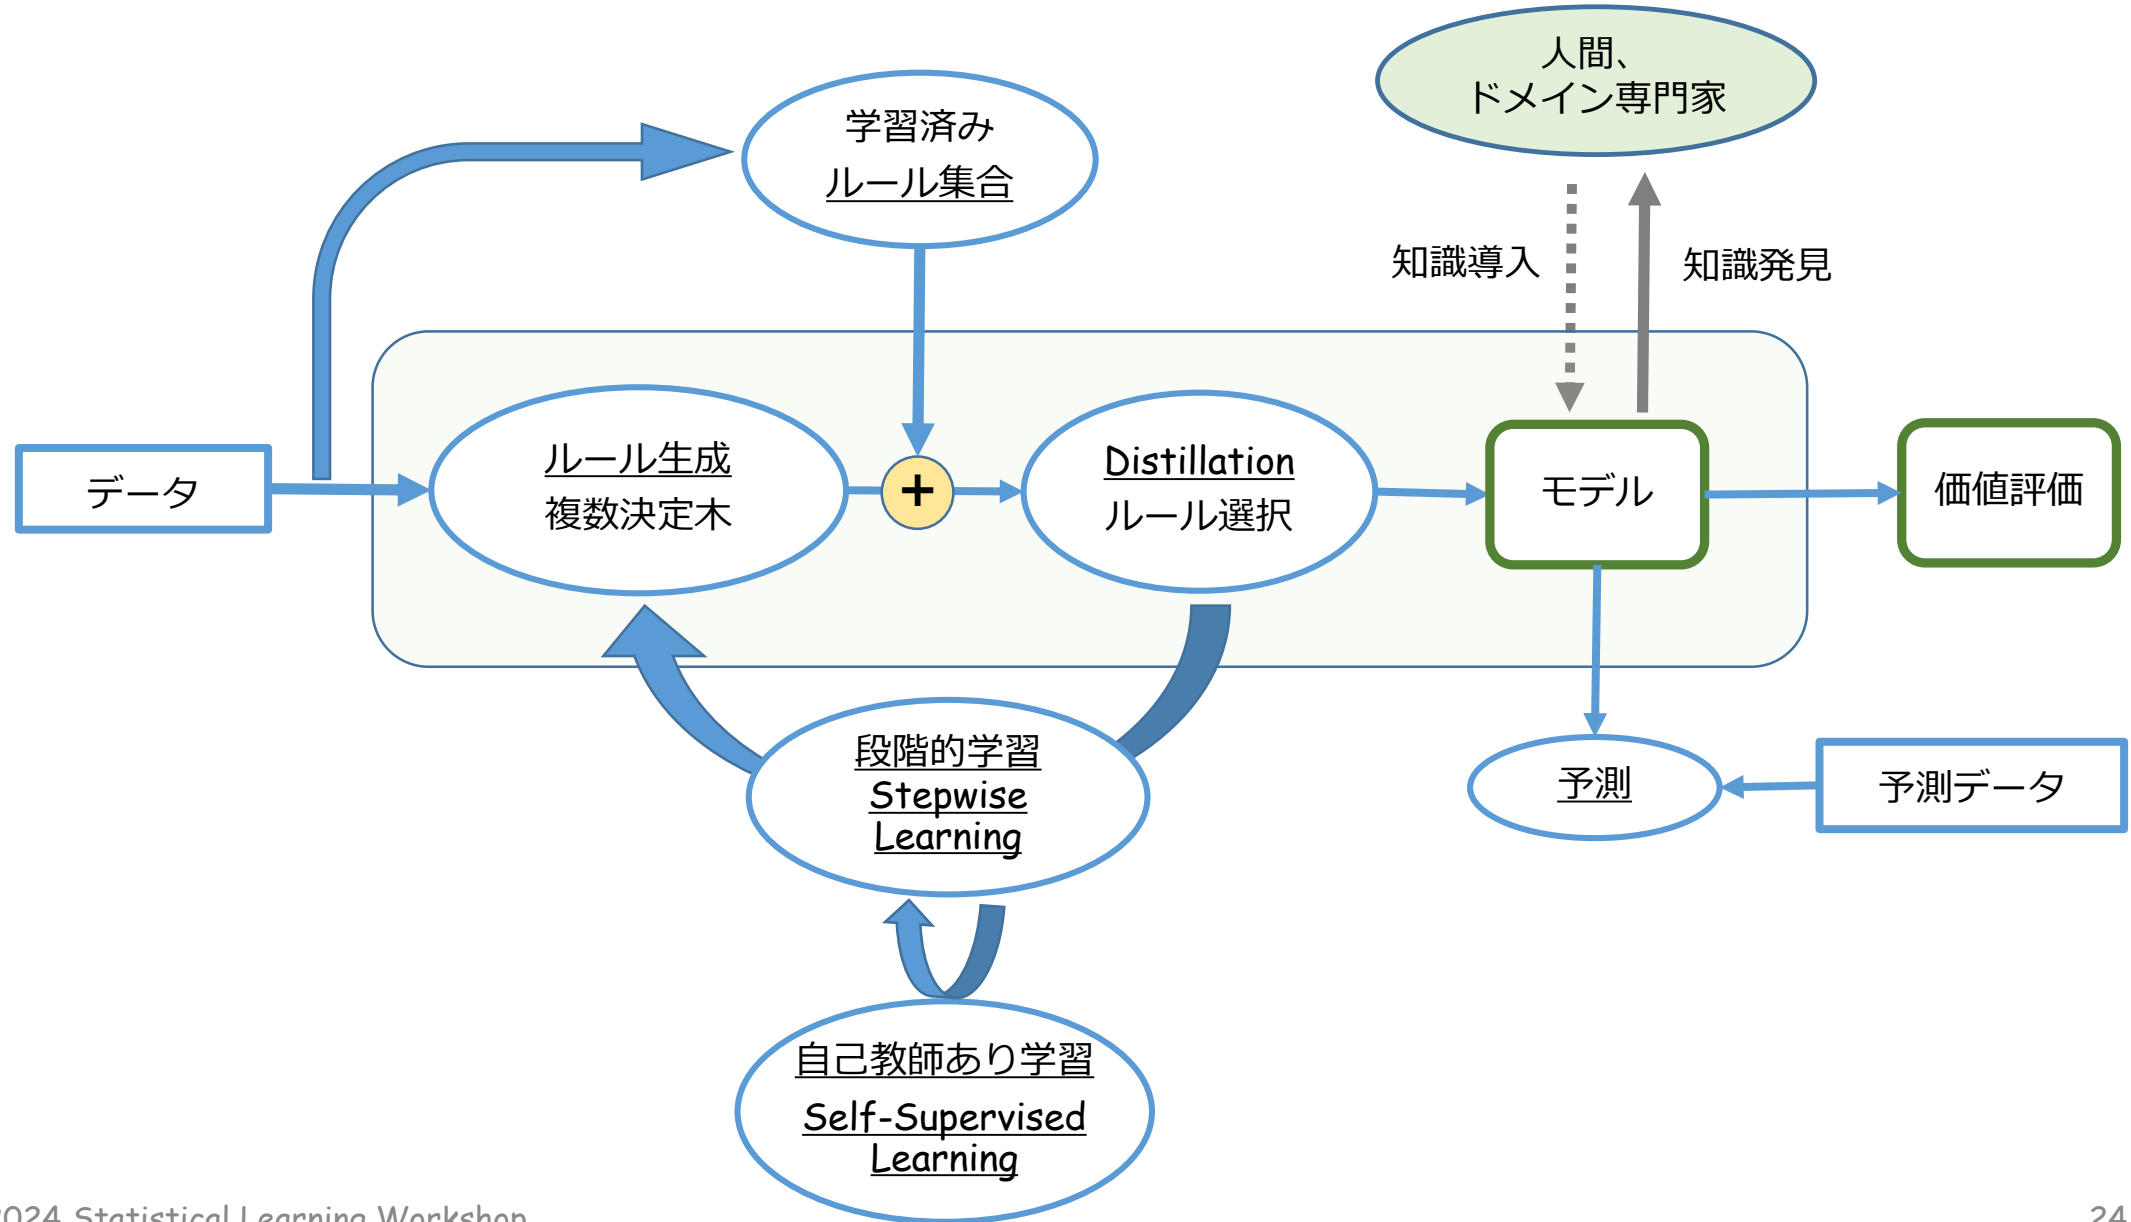 人間、
ドメイン専門家
学習済み
ルール集合
知識導入
知識発見
データ
ルール生成
複数決定木
+
Distillation
ルール選択
モデル
価値評価
段階的学習
Stepwise
Learning
予測
予測データ
自己教師あり学習
Self-Supervised
Learning
2024 Statistical Learning Workshop
24